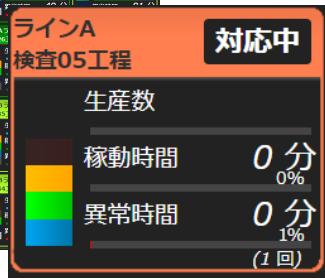 ラインA
検査05工程
対応中
生産数
稼動時間 0 分
0%
異常時間 0 分
1%
(1 回)